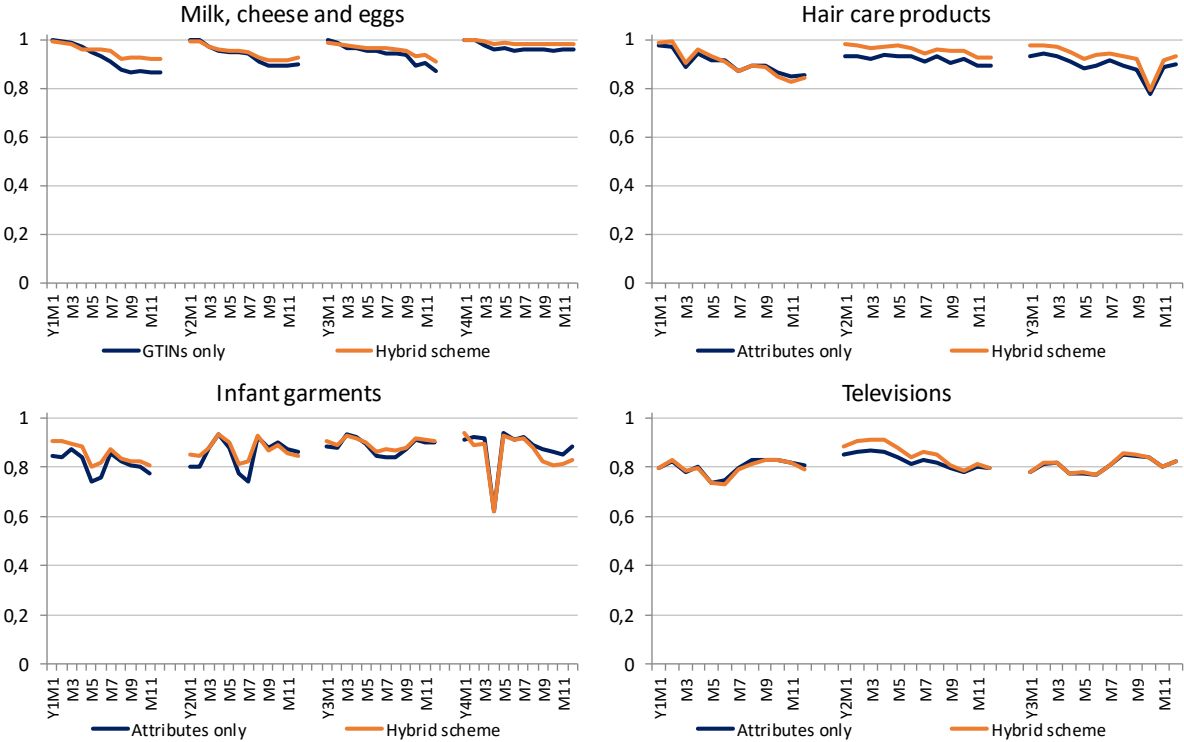 Milk, cheese and eggs
1
0,8
0,6
0,4
0,2
0
Y1M1 M3 M5 M7 M9 M11 Y2M1 M3 M5 M7 M9 M11 Y3M1 M3 M5 M7 M9 M11 Y4M1 M3 M5 M7 M9 M11
GTINs only Hybrid scheme
Hair care products
1
0,8
0,6
0,4
0,2
0
Y1M1 M3 M5 M7 M9 M11 Y2M1 M3 M5 M7 M9 M11 Y3M1 M3 M5 M7 M9 M11
Attributes only Hybrid scheme
Infant garments
1
0,8
0,6
0,4
0,2
0
Y1M1 M3 M5 M7 M9 M11 Y2M1 M3 M5 M7 M9 M11 Y3M1 M3 M5 M7 M9 M11 Y4M1 M3 M5 M7 M9 M11
Attributes only Hybrid scheme
Televisions
1
0,8
0,6
0,4
0,2
0
Y1M1 M3 M5 M7 M9 M11 Y2M1 M3 M5 M7 M9 M11 Y3M1 M3 M5 M7 M9 M11
Attributes only Hybrid scheme